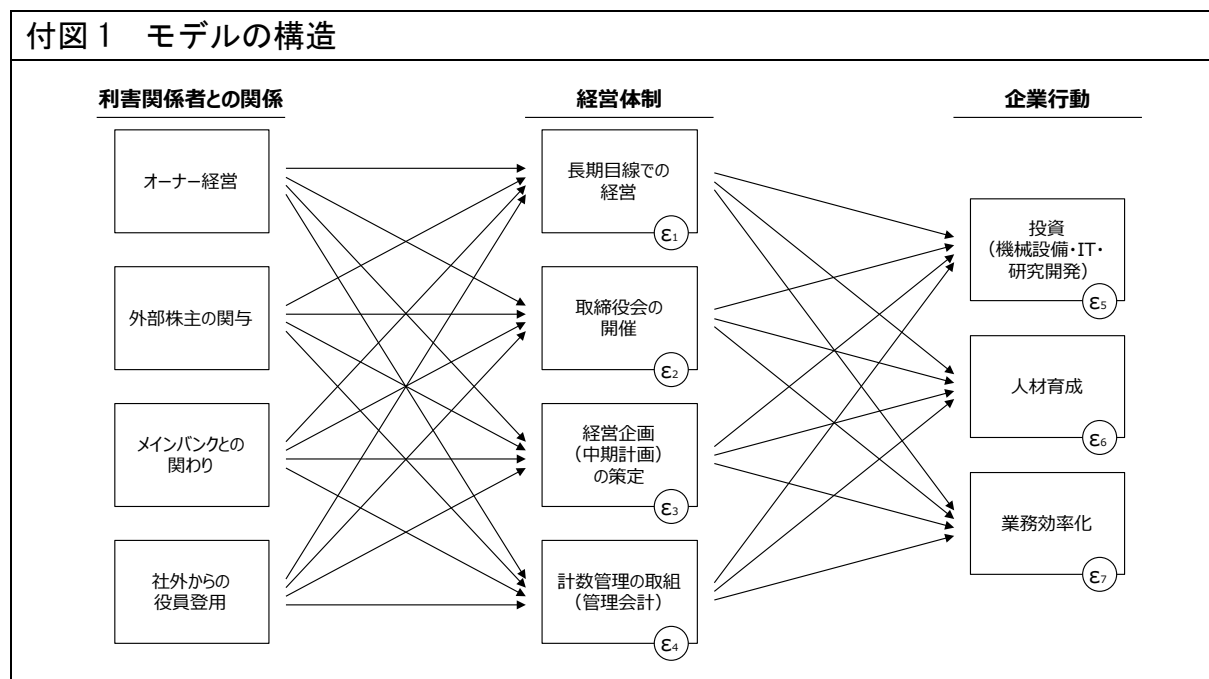 付図1 モデルの構造
利害関係者との関係
オーナー経営
外部株主の関与
メインバンクとの
関わり
社外からの
役員登用
経営体制
長期目線での
経営
ε1
取締役会の
開催
ε2
経営企画
（中期計画）
の策定
ε3
計数管理の取組
（管理会計）
ε4
企業行動
投資
（機械設備・IT・
研究開発）
ε5
人材育成
ε6
業務効率化
ε7